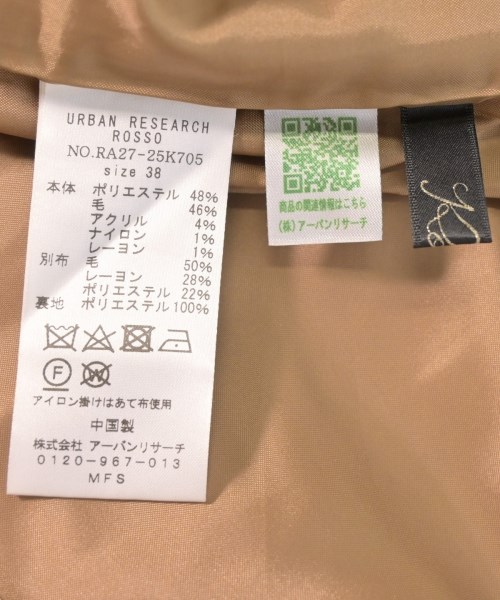 URBAN RESEARCH
ROSSO
NO.RA27-25K705
size 38
本体 ポリエステル 48%
毛 46%
アクリル 4%
ナイロン 1%
レーヨン 1%
別布 毛 50%
レーヨン 28%
ポリエステル 22%
裏地 ポリエステル 100%
F W
アイロン掛けはあて布使用
中国製
株式会社 アーバンリサーチ
0120-967-013
MFS
商品の関連情報はこちら
(株) アーバンリサーチ